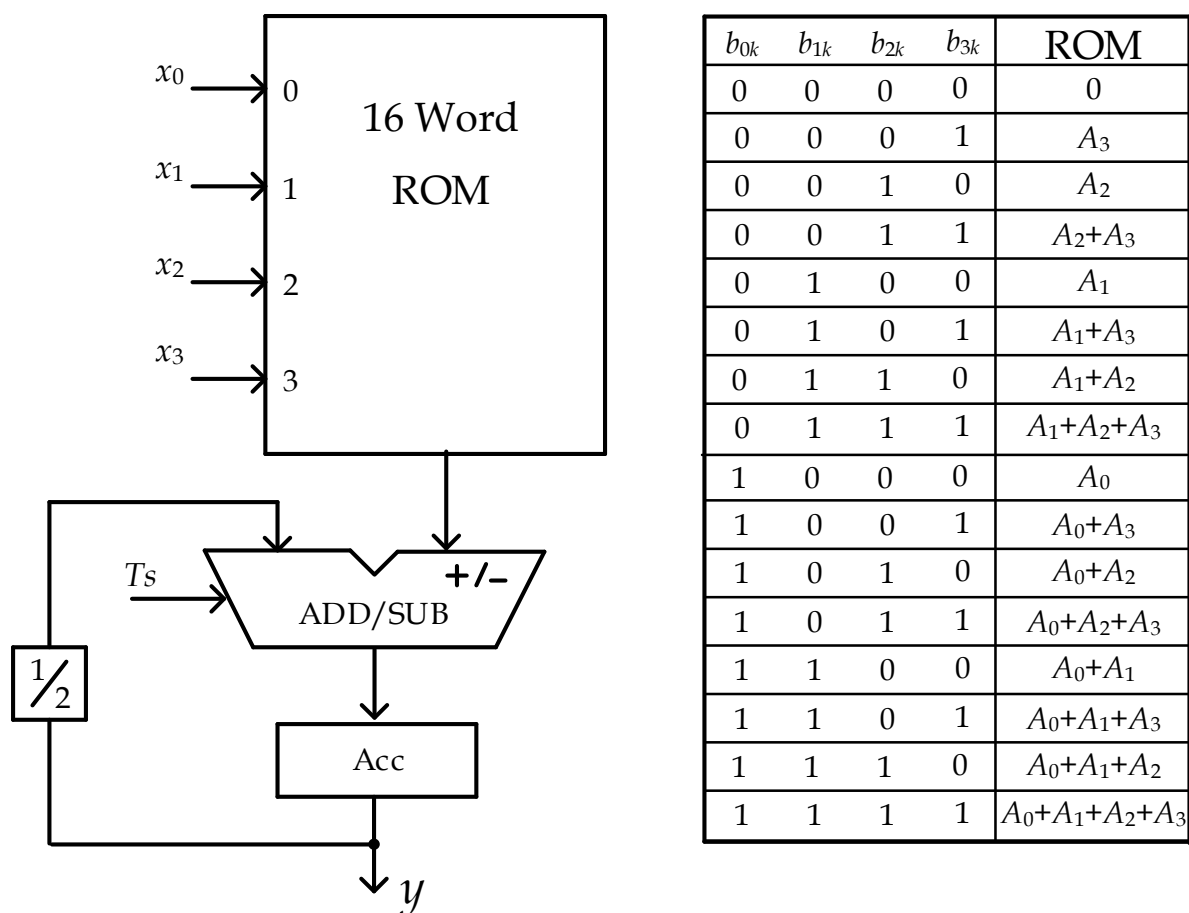 x0
0
16 Word
ROM
x1
1
x2
2
x3
3
Ts
+/-
ADD/SUB
1/2
Acc
y
b0k b1k b2k b3k ROM
0 0 0 0 0
0 0 0 1 A3
0 0 1 0 A2
0 0 1 1 A2+A3
0 1 0 0 A1
0 1 0 1 A1+A3
0 1 1 0 A1+A2
0 1 1 1 A1+A2+A3
1 0 0 0 A0
1 0 0 1 A0+A3
1 0 1 0 A0+A2
1 0 1 1 A0+A2+A3
1 1 0 0 A0+A1
1 1 0 1 A0+A1+A3
1 1 1 0 A0+A1+A2
1 1 1 1 A0+A1+A2+A3